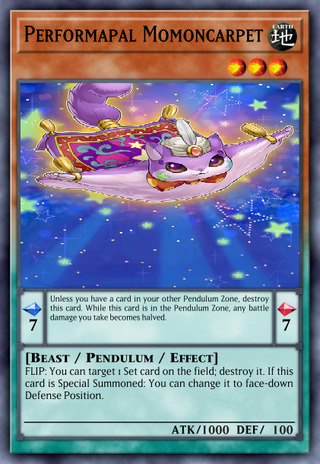 Performapal Momoncarpet
EARTH
地
Unless you have a card in your other Pendulum Zone, destroy
this card. While this card is in the Pendulum Zone, any battle
damage you take becomes halved.
7
7
[Beast / Pendulum / Effect]
FLIP: You can target 1 Set card on the field; destroy it. If this
card is Special Summoned: You can change it to face-down
Defense Position.
ATK/1000 DEF/ 100